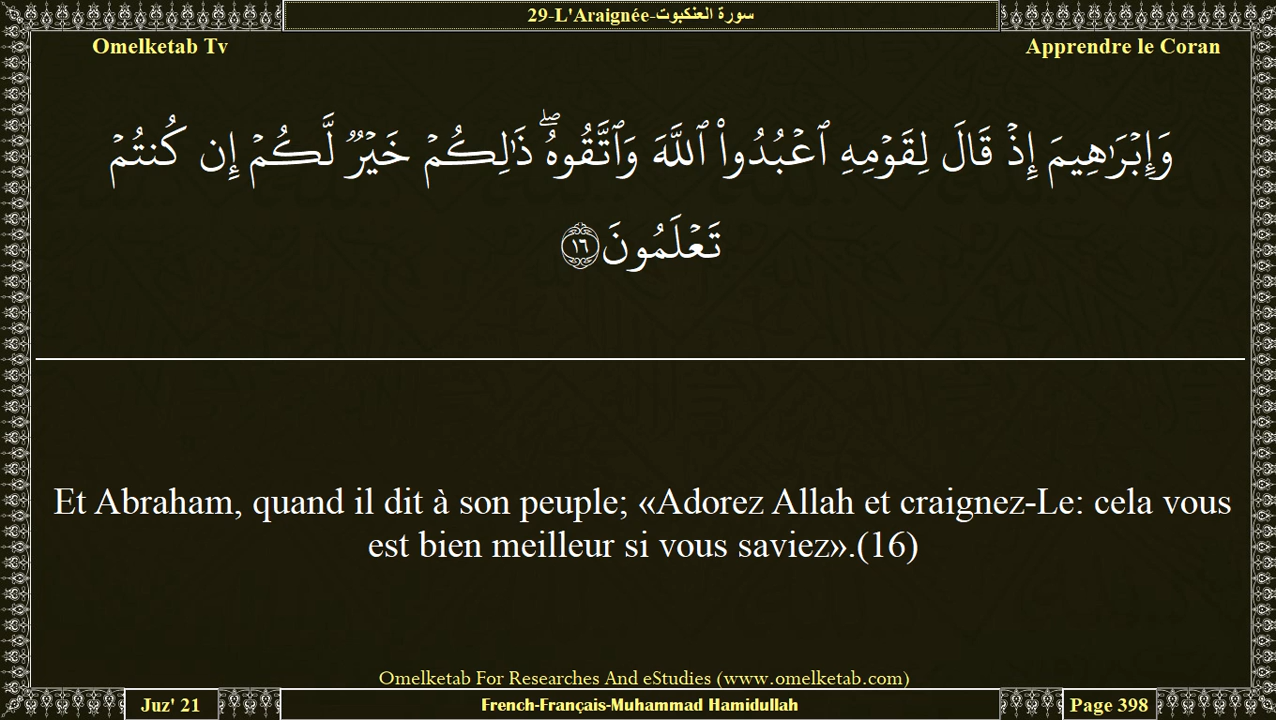 29-L'Araignée-سورة العنكبوت
Omelketab Tv
Apprendre le Coran
وَإِبۡرَٰهِيمَ إِذۡ قَالَ لِقَوۡمِهِ ٱعۡبُدُواْ ٱللَّهَ وَٱتَّقُوهُۖ ذَٰلِكُمۡ خَيۡرٞ لَّكُمۡ إِن كُنتُمۡ
تَعۡلَمُونَ ١٦
Et Abraham, quand il dit à son peuple; «Adorez Allah et craignez-Le: cela vous
est bien meilleur si vous saviez».(16)
Omelketab For Researches And eStudies (www.omelketab.com)
Juz' 21
French-Français-Muhammad Hamidullah
Page 398